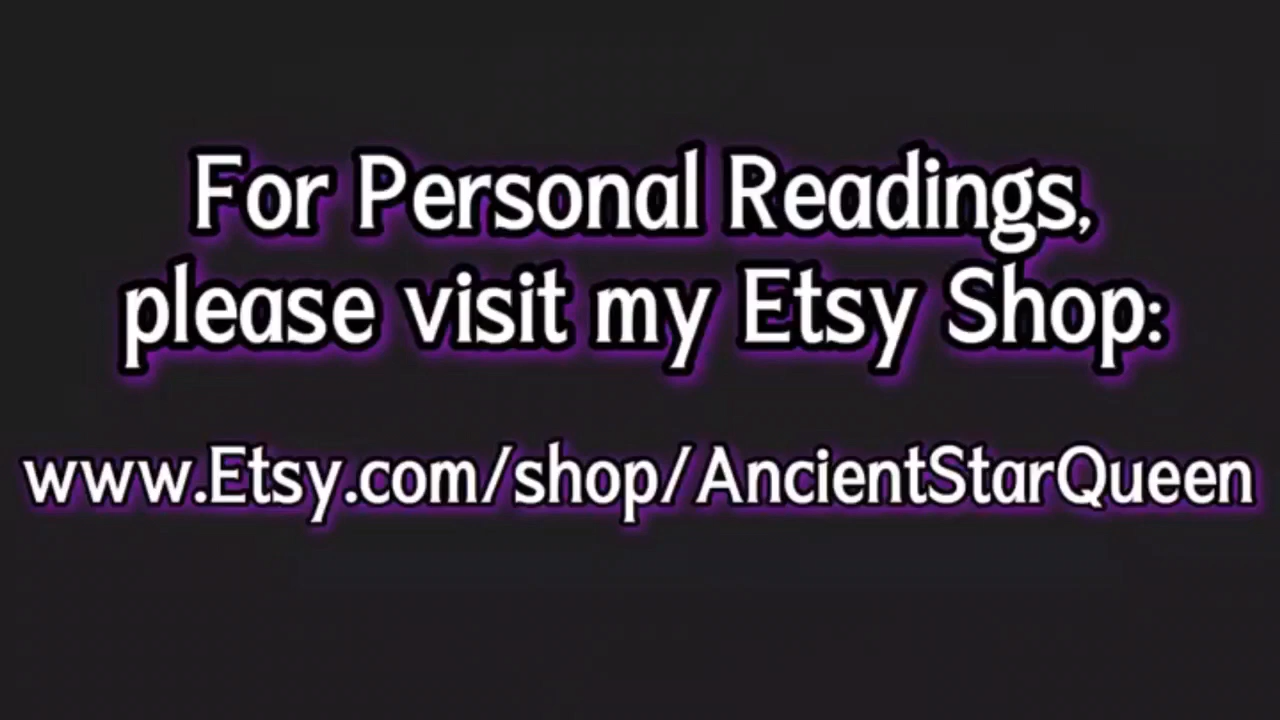 For Personal Readings,
please visit my Etsy Shop:
www.Etsy.com/shop/AncientStarQueen